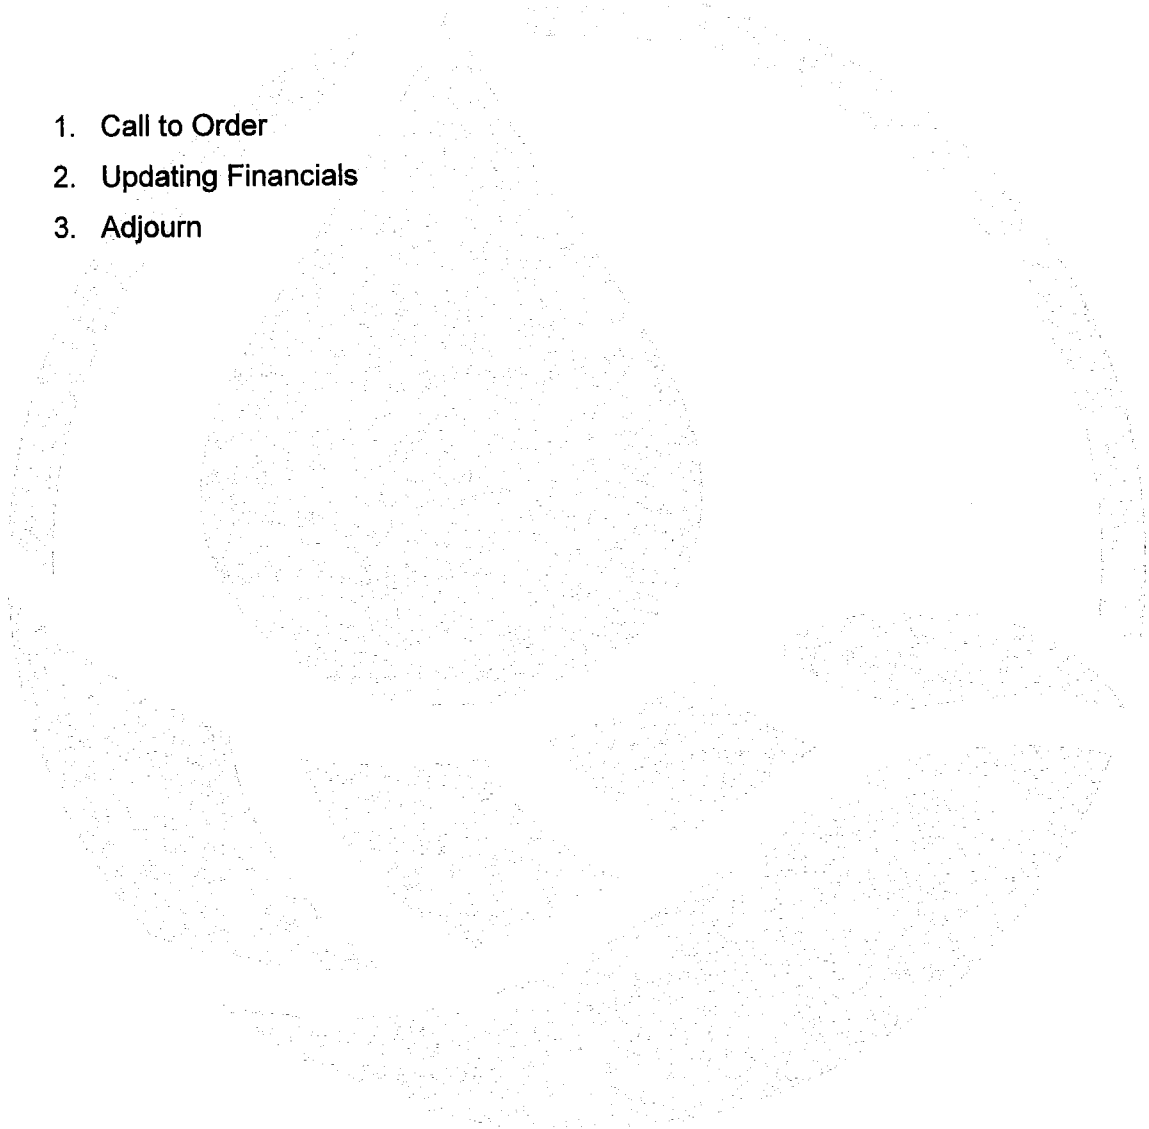 1. Call to Order
2. Updating Financials
3. Adjourn